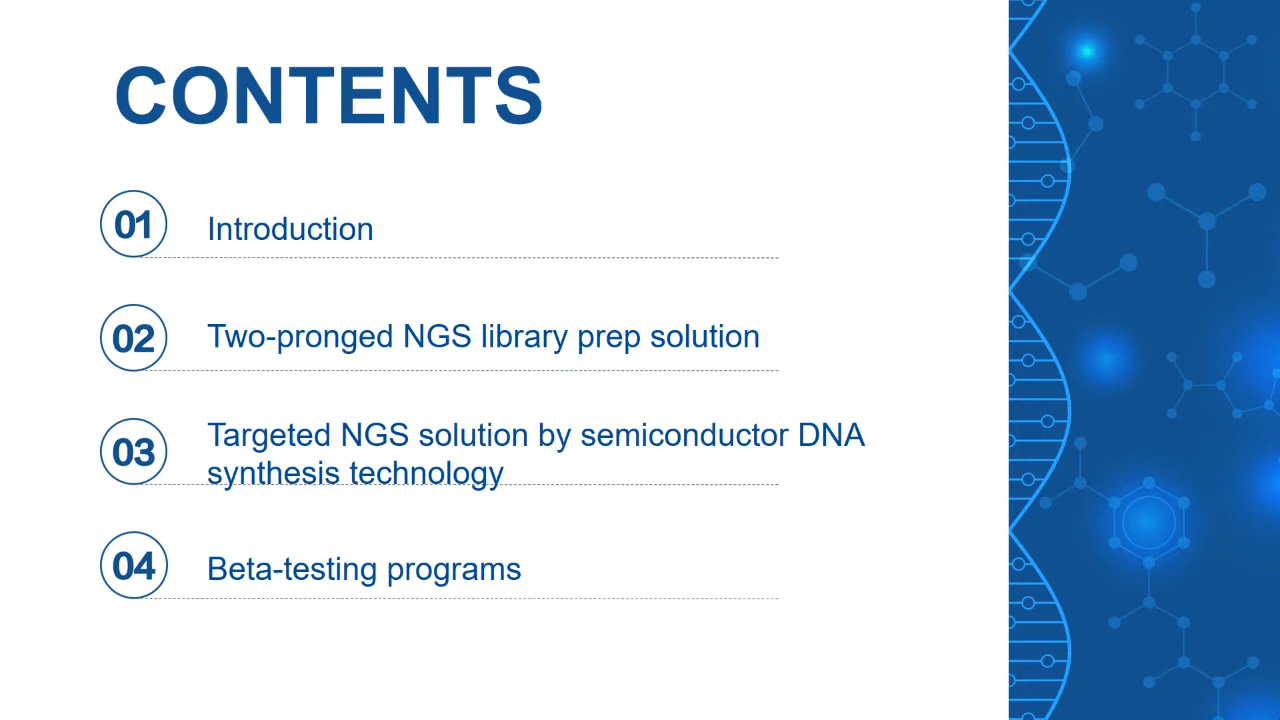 CONTENTS
01 Introduction
02 Two-pronged NGS library prep solution
03 Targeted NGS solution by semiconductor DNA
synthesis technology
04 Beta-testing programs